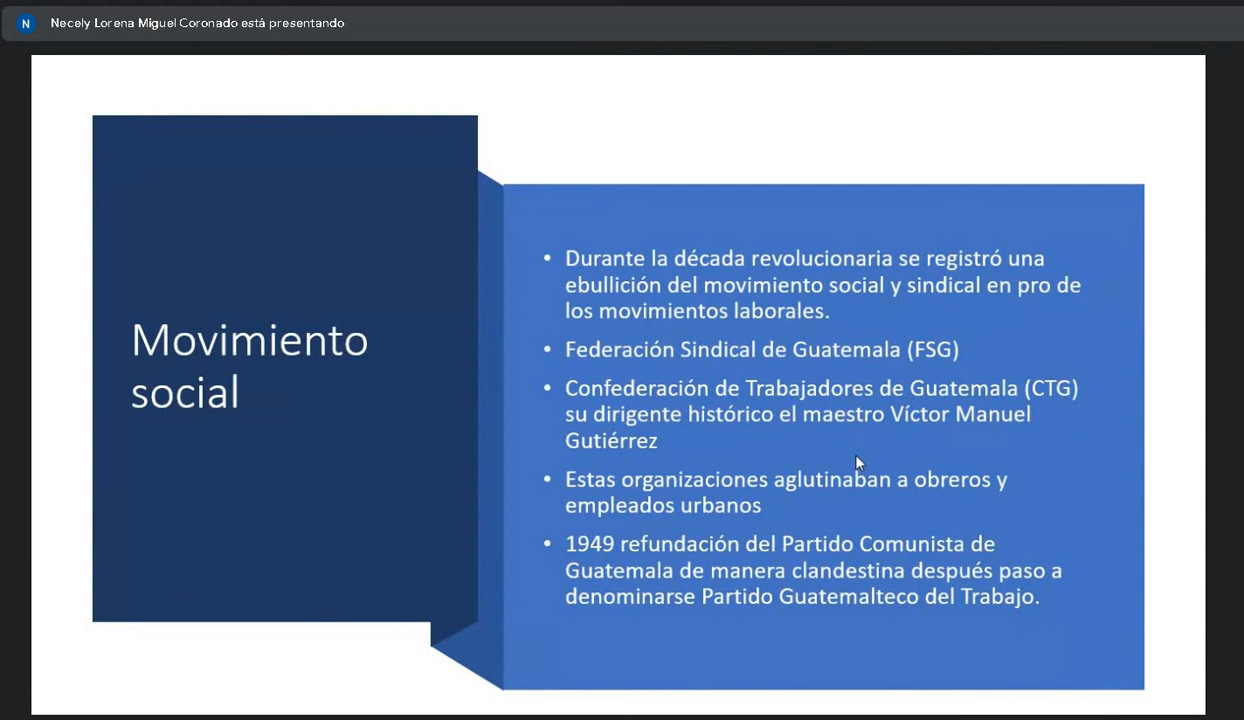 N Necely Lorena Miguel Coronado está presentando
Movimiento
social
• Durante la década revolucionaria se registró una
ebullición del movimiento social y sindical en pro de
los movimientos laborales.
• Federación Sindical de Guatemala (FSG)
• Confederación de Trabajadores de Guatemala (CTG)
su dirigente histórico el maestro Víctor Manuel
Gutiérrez
• Estas organizaciones aglutinaban a obreros y
empleados urbanos
• 1949 refundación del Partido Comunista de
Guatemala de manera clandestina después paso a
denominarse Partido Guatemalteco del Trabajo.